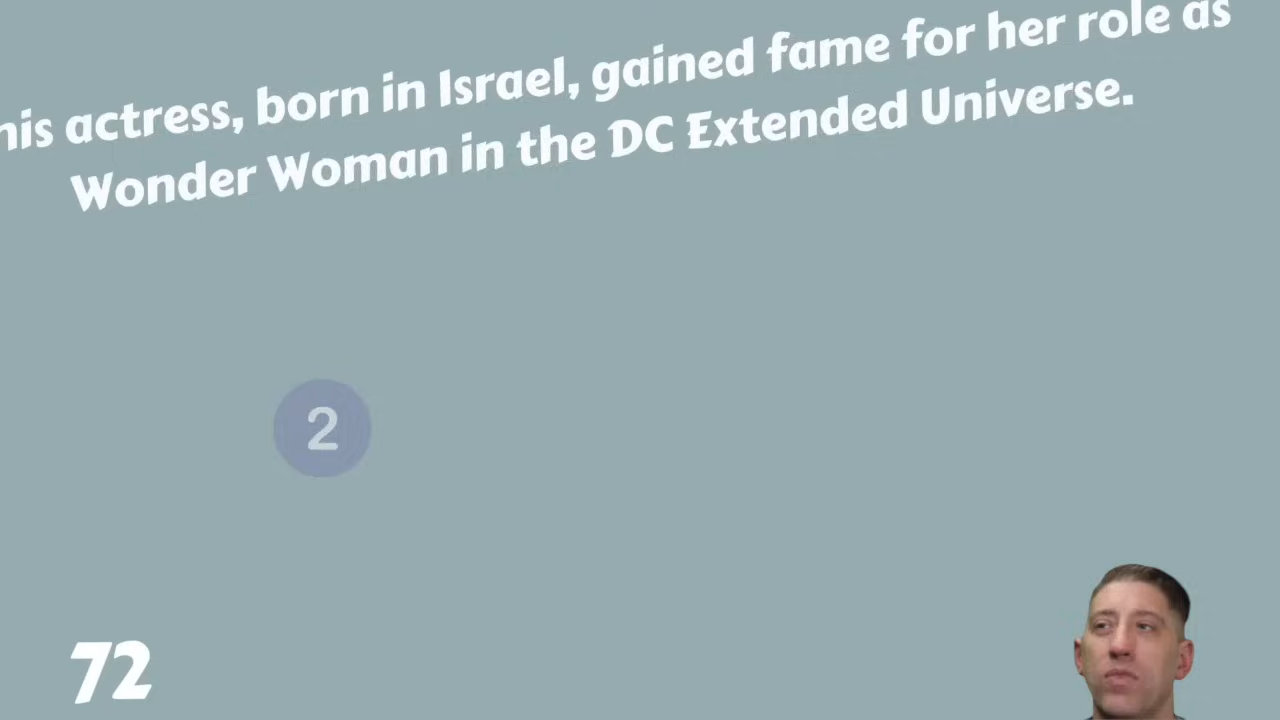 his actress, born in Israel, gained fame for her role as
Wonder Woman in the DC Extended Universe.
2
72